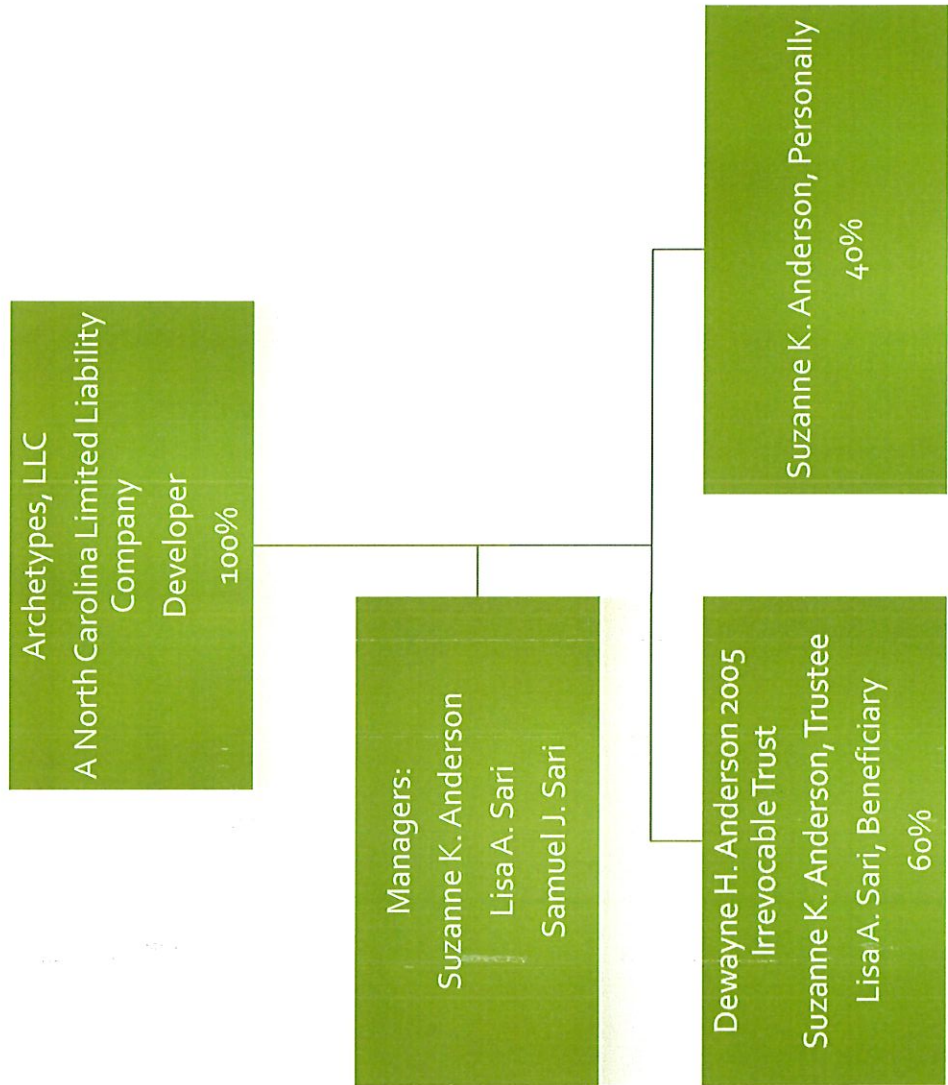 Archetypes, LLC
A North Carolina Limited Liability
Company
Developer
100%
Managers:
Suzanne K. Anderson
Lisa A. Sari
Samuel J. Sari
Dewayne H. Anderson 2005
Irrevocable Trust
Suzanne K. Anderson, Trustee
Lisa A. Sari, Beneficiary
60%
Suzanne K. Anderson, Personally
40%